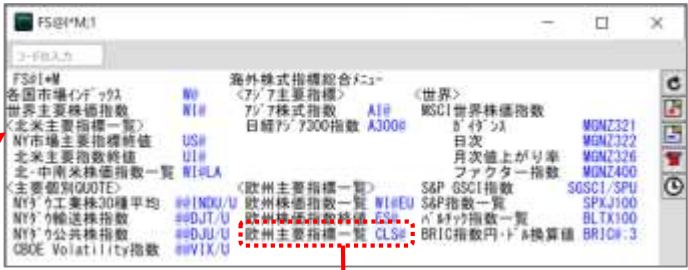 FS@I*M;1
コード入力
FS@I*M 海外株式指標総合ﾒﾆｭｰ
各国市場ｲﾝﾃﾞｯｸｽ W@ <ｱｼﾞｱ主要指標> <世界>
世界主要株価指数 WI@ ｱｼﾞｱ株式指数 AI@ MSCI世界株価指数
<北米主要指標一覧> 日経ｱｼﾞｱ300指数 A300@ ｶﾞｲﾀﾞﾝｽ MGNZ321
NY市場主要指標終値 US@ 日次 MGNZ322
北米主要指数終値 UI@ 月次値上がり率 MGNZ326
北・中南米株価指数一覧 WI@LA ファクター指数 MGNZ400
<主要個別QUOTE> <欧州主要指標一覧> S&P GSCI指数 SGSCI/SPU
NYﾀﾞｳ工業株30種平均 @@INDU/U 欧州株価指数一覧 WI@EU S&P指数一覧 SPXJ100
NYﾀﾞｳ輸送株指数 @@DJT/U 欧州株価指数終値 ES@ ﾊﾞﾙﾁｯｸ指数一覧 BLTX100
NYﾀﾞｳ公共株指数 @@DJU/U 欧州主要指標一覧 CLS@ BRIC指数円・ﾄﾞﾙ換算値 BRIC@:3
CBOE Volatility指数 @@VIX/U